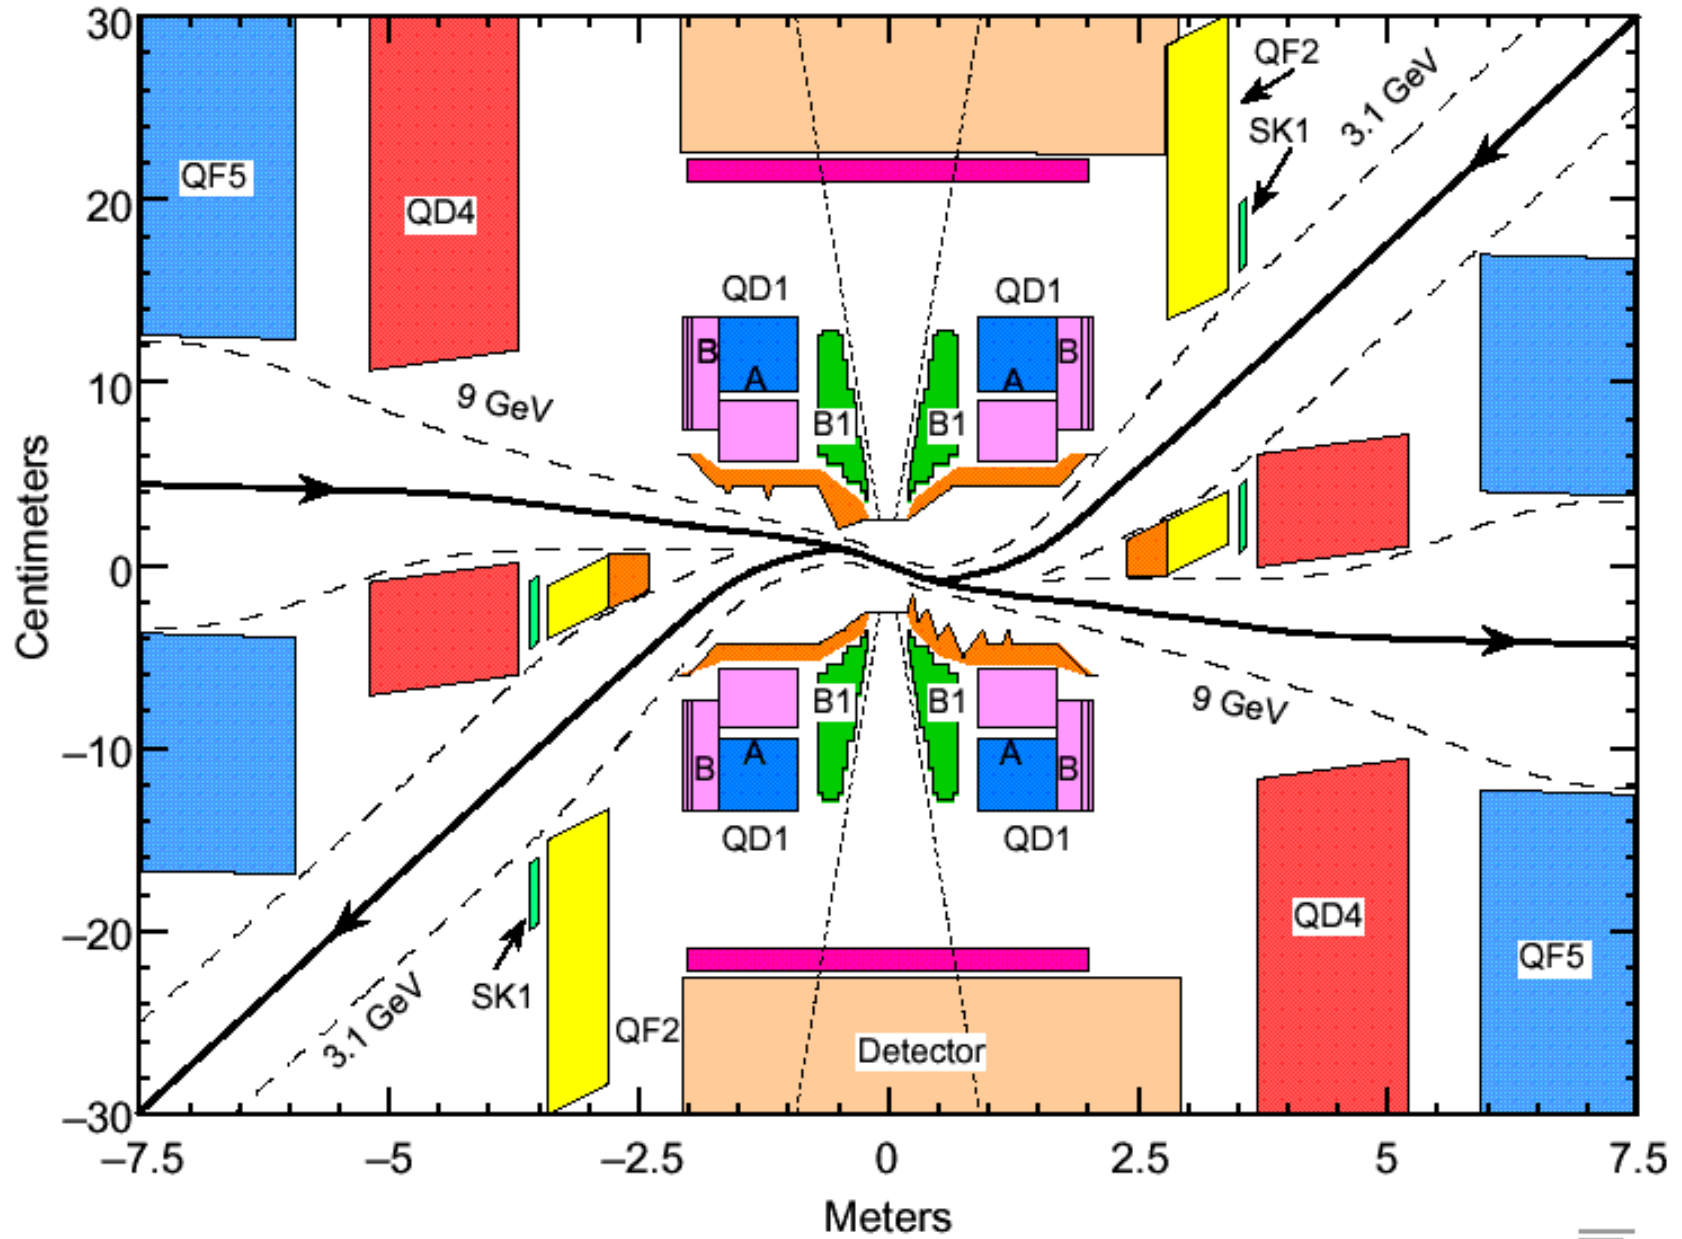 30
QF2
3.1 GeV
SK1
QF5
20
QD4
QD1
QD1
B
A
A
B
10
9 GeV
B1
B1
Centimeters
0
B1
B1
9 GeV
–10
B
A
A
B
QD1
QD1
QD4
–20
QF5
SK1
3.1 GeV
QF2
Detector
–30
–7.5
–5
–2.5
0
2.5
5
7.5
Meters